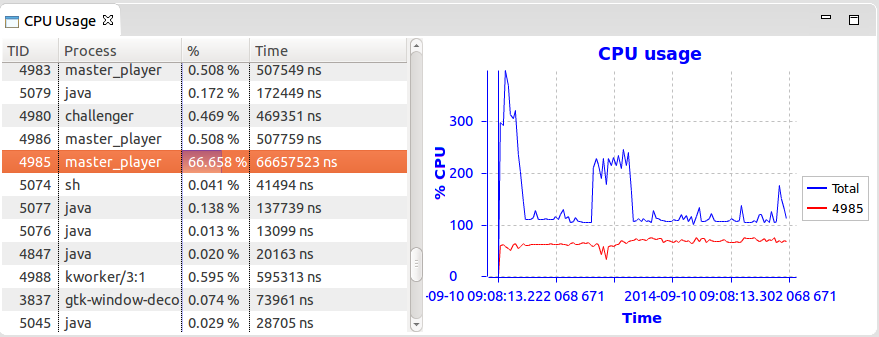 CPU Usage
TID Process % Time
4983 master_player 0.508 % 507549 ns
5079 java 0.172 % 172449 ns
4980 challenger 0.469 % 469351 ns
4986 master_player 0.508 % 507759 ns
4985 master_player 66.658 % 66657523 ns
5074 sh 0.041 % 41494 ns
5077 java 0.138 % 137739 ns
5076 java 0.013 % 13099 ns
4847 java 0.020 % 20163 ns
4988 kworker/3:1 0.595 % 595313 ns
3837 gtk-window-deco 0.074 % 73961 ns
5045 java 0.029 % 28705 ns
CPU usage
% CPU
300
200
100
0
-09-10 09:08:13.222 068 671 2014-09-10 09:08:13.302 068 671
Time
Total
4985